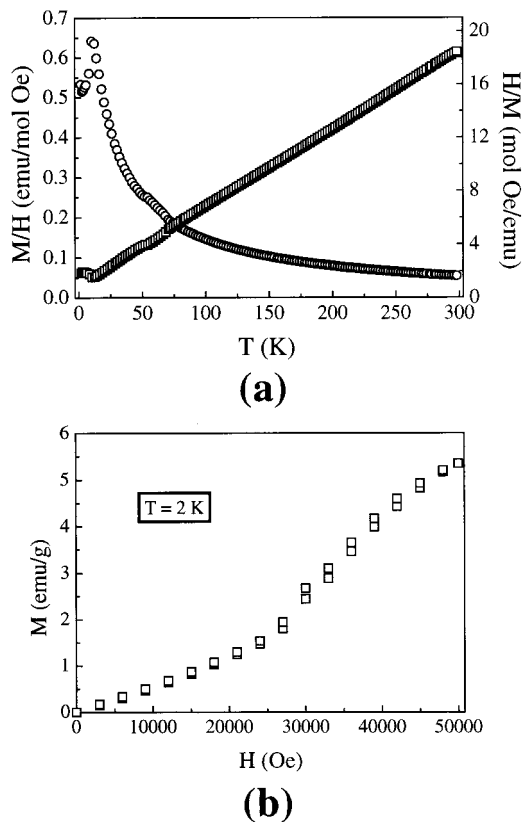 0.7
0.6
0.5
0.4
0.3
0.2
0.1
0.0
M/H (emu/mol Oe)
20
16
12
8
4
0
H/M (mol Oe/emu)
0 50 100 150 200 250 300
T (K)
(a)
6
5
4
3
2
1
0
M (emu/g)
T = 2 K
0 10000 20000 30000 40000 50000
H (Oe)
(b)